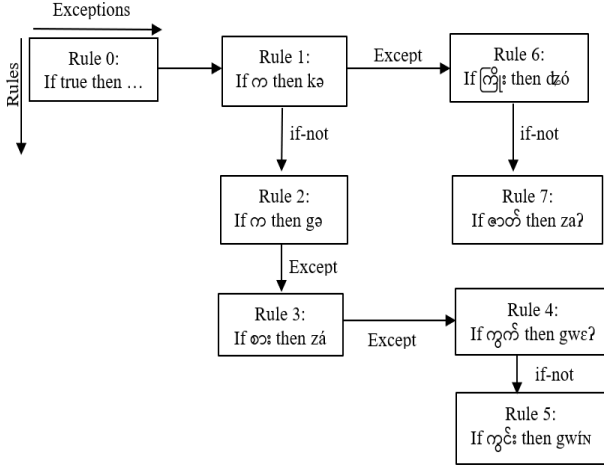 Exceptions
Rules
Rule 0:
If true then …
Rule 1:
If က then kə
Except
Rule 6:
If ကြိုး then ʥó
if-not
if-not
Rule 2:
If က then gə
Rule 7:
If ဇာတ် then zaʔ
Except
Rule 3:
If စား then zá
Except
Rule 4:
If ကွက် then gwɛʔ
if-not
Rule 5:
If ကွင်း then gwíɴ